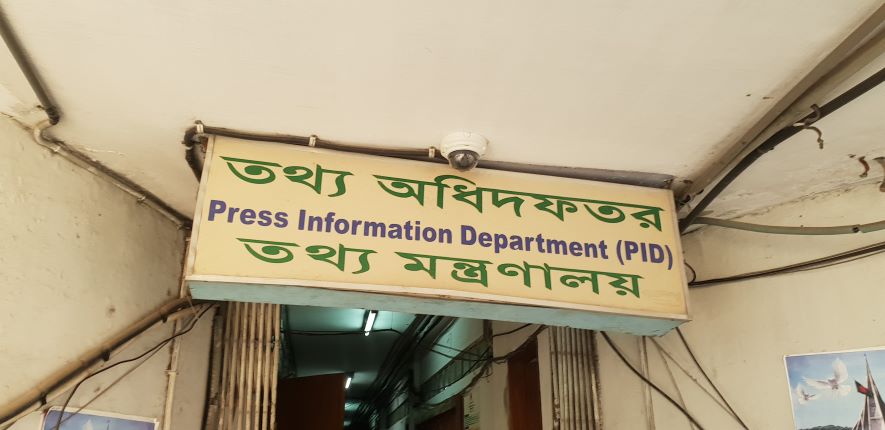 তথ্য অধিদফতর
Press Information Department (PID)
তথ্য মন্ত্রণালয়